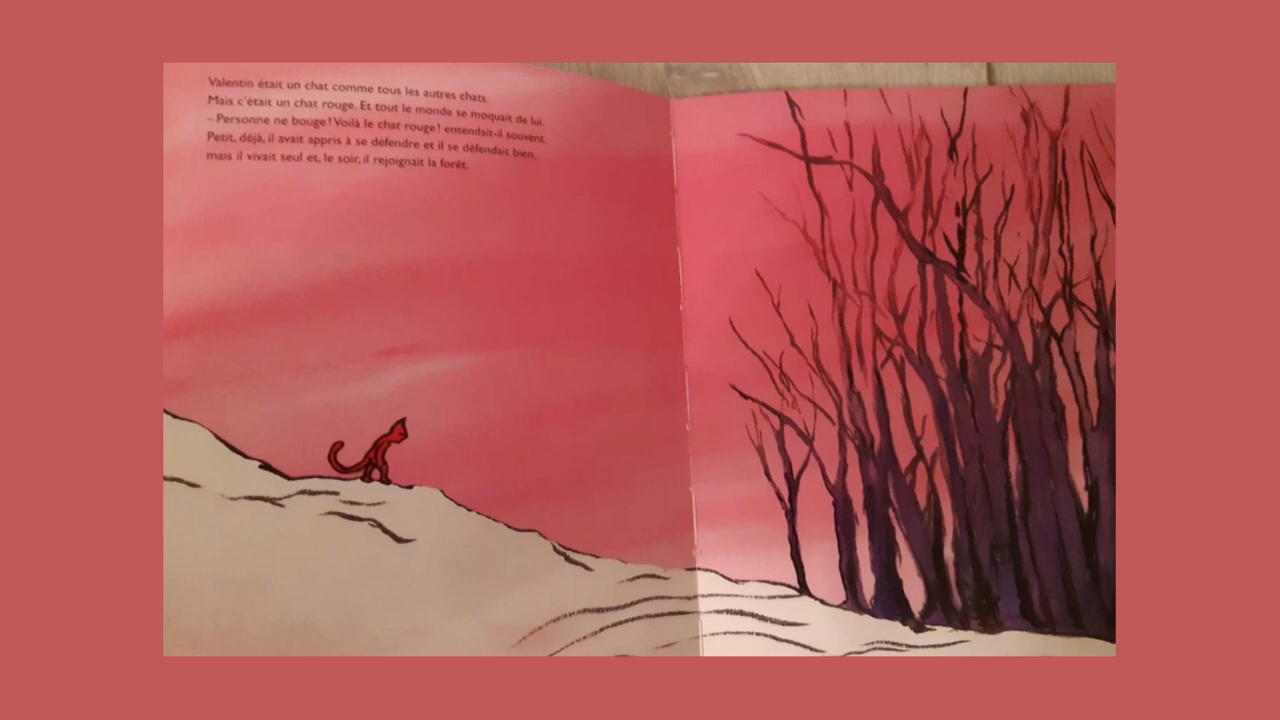 Valentin était un chat comme tous les autres chats.
Mais c'était un chat rouge. Et tout le monde se moquait de lui.
– Personne ne bouge ! Voilà le chat rouge ! entendait-il souvent.
Petit, déjà, il avait appris à se défendre et il se défendait bien,
mais il vivait seul et, le soir, il rejoignait la forêt.